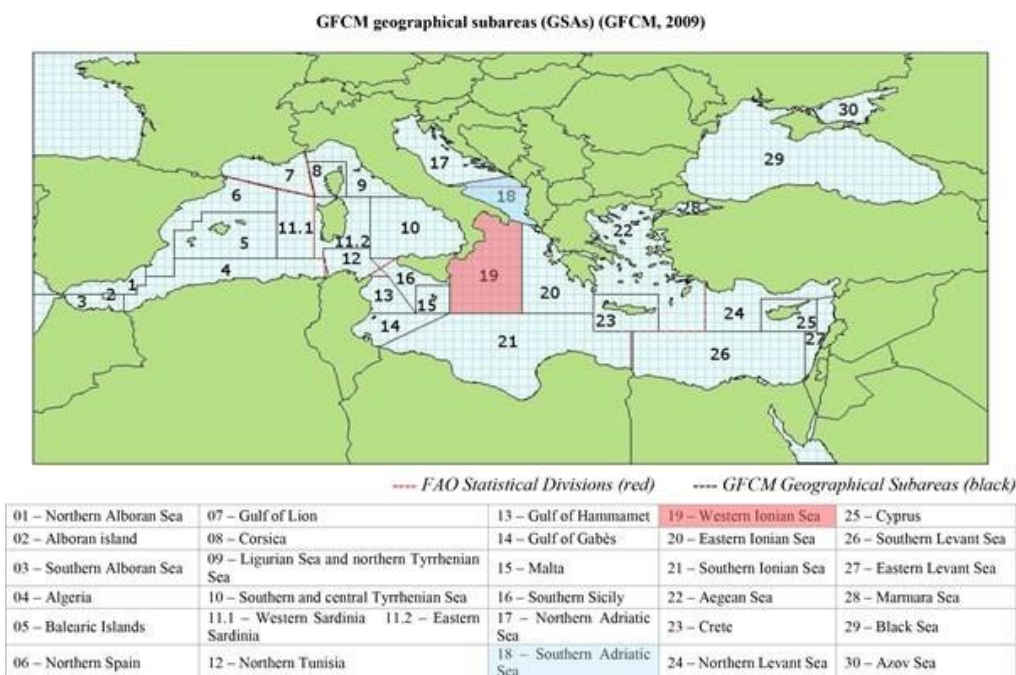 GFCM geographical subareas (GSAs) (GFCM, 2009)
30
29
17
18
7
8
9
6
28
11.1
10
22
5
11.2
12
4
19
16
1
13
20
2
3
15
24
23
25
14
21
27
26
---- FAO Statistical Divisions (red) ---- GFCM Geographical Subareas (black)
01 – Northern Alboran Sea
07 – Gulf of Lion
13 – Gulf of Hammamet
19 – Western Ionian Sea
25 – Cyprus
02 – Alboran island
08 – Corsica
14 – Gulf of Gabès
20 – Eastern Ionian Sea
26 – Southern Levant Sea
03 – Southern Alboran Sea
09 – Ligurian Sea and northern Tyrrhenian
Sea
15 – Malta
21 – Southern Ionian Sea
27 – Eastern Levant Sea
04 – Algeria
10 – Southern and central Tyrrhenian Sea
16 – Southern Sicily
22 – Aegean Sea
28 – Marmara Sea
05 – Balearic Islands
11.1 – Western Sardinia 11.2 – Eastern
Sardinia
17 – Northern Adriatic
Sea
23 – Crete
29 – Black Sea
06 – Northern Spain
12 – Northern Tunisia
18 – Southern Adriatic
Sea
24 – Northern Levant Sea
30 – Azov Sea